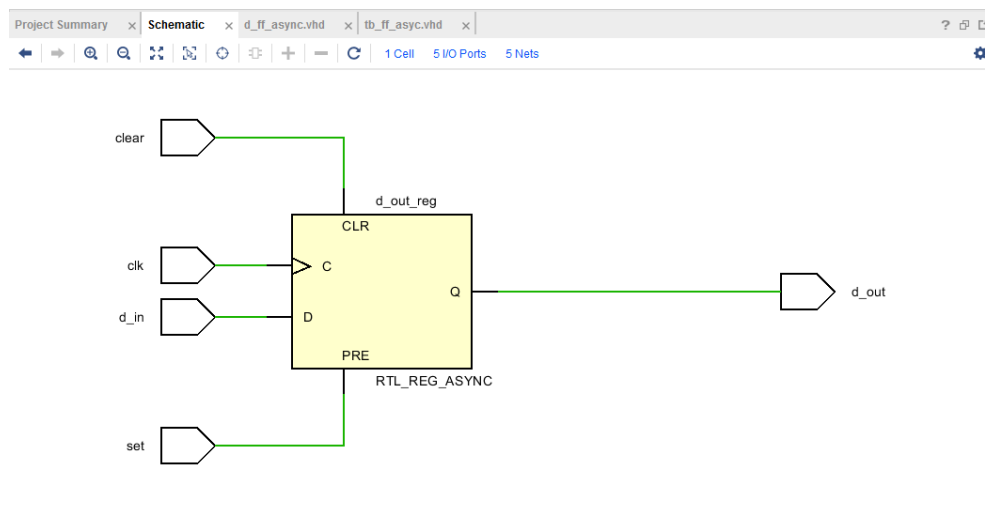 Project Summary × Schematic × d_ff_async.vhd × tb_ff_asyc.vhd × ?
1 Cell 5 I/O Ports 5 Nets
clear
d_out_reg
CLR
clk
C
Q
d_out
d_in
D
PRE
RTL_REG_ASYNC
set